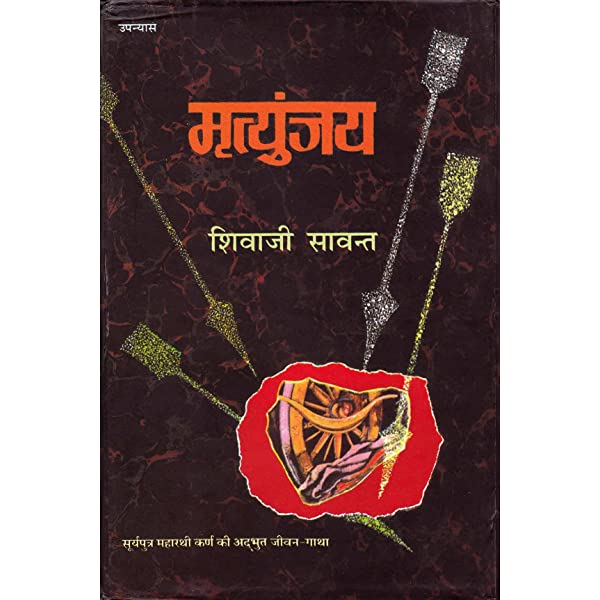 उपन्यास
मृत्युंजय
शिवाजी सावन्त
सूर्यपुत्र महारथी कर्ण की अद्भुत जीवन-गाथा